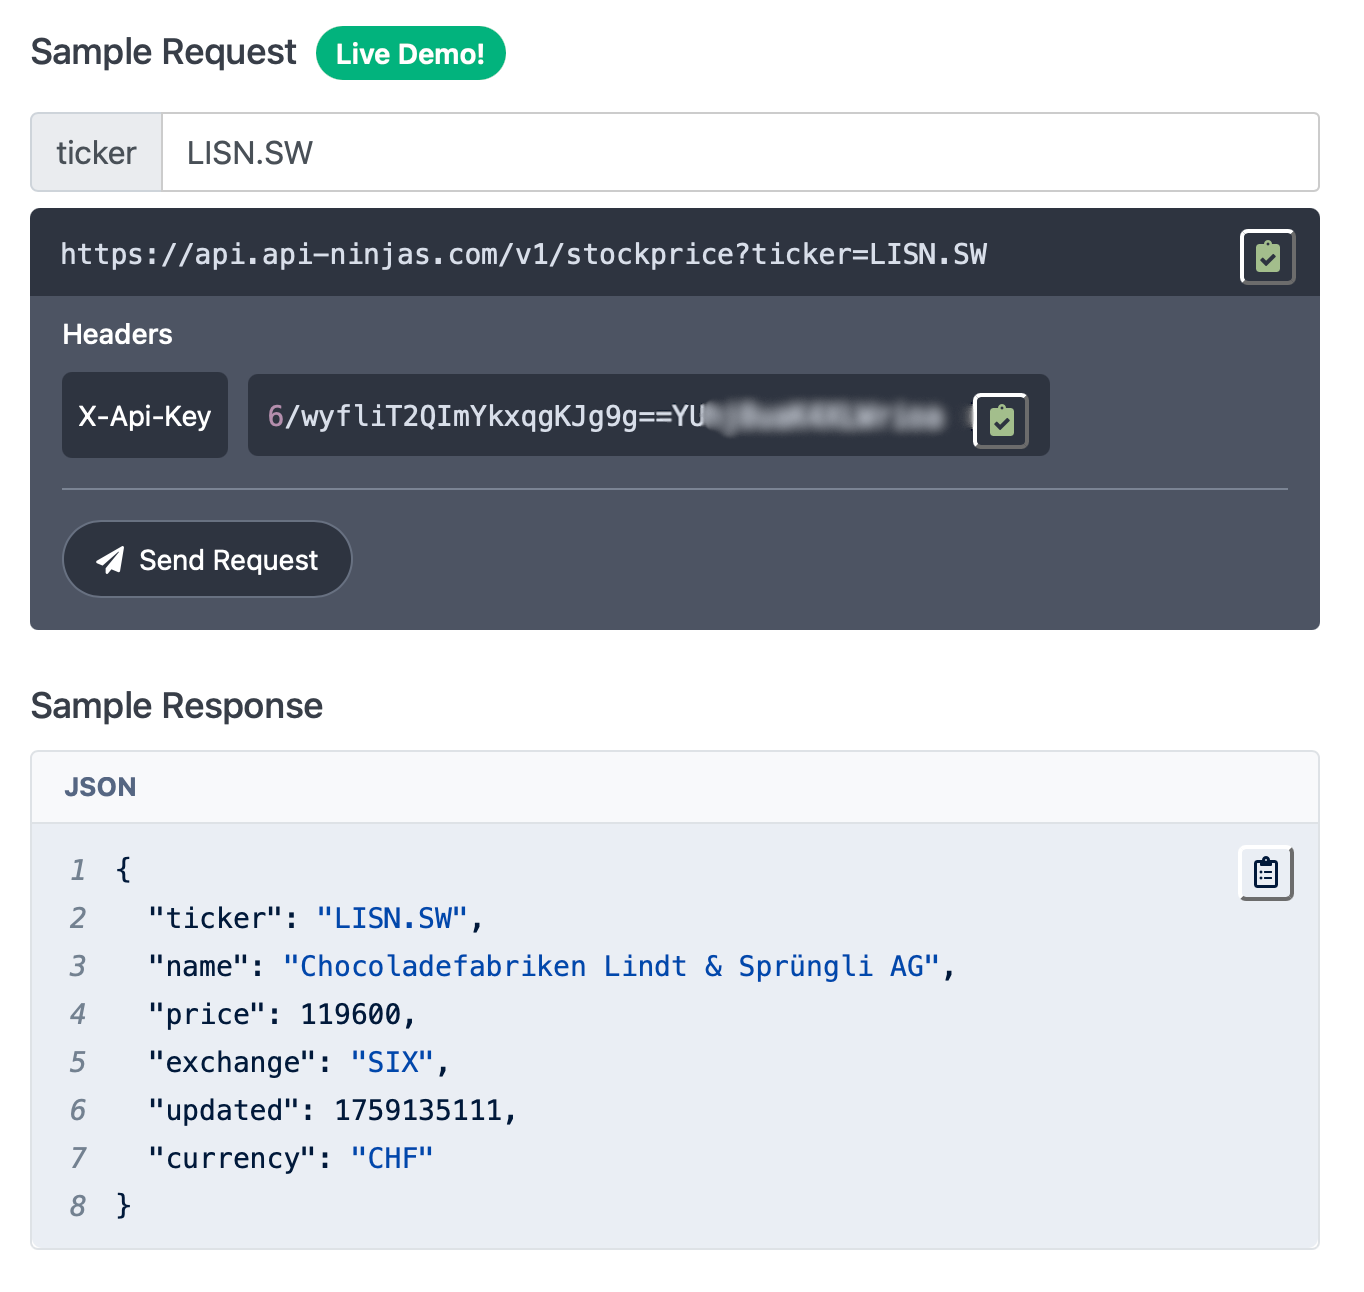 Sample Request Live Demo!
ticker LISN.SW
https://api.api-ninjas.com/v1/stockprice?ticker=LISN.SW
Headers
X-Api-Key 6/wyfliT2QImYkxqgKJg9g==YU
Send Request
Sample Response
JSON
1 {
2 "ticker": "LISN.SW",
3 "name": "Chocoladefabriken Lindt & Sprüngli AG",
4 "price": 119600,
5 "exchange": "SIX",
6 "updated": 1759135111,
7 "currency": "CHF"
8 }